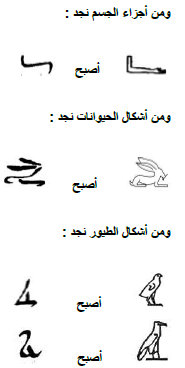 ومن أجزاء الجسم نجد :
أصبح
ومن أشكال الحيوانات نجد :
أصبح
ومن أشكال الطيور نجد :
أصبح
أصبح